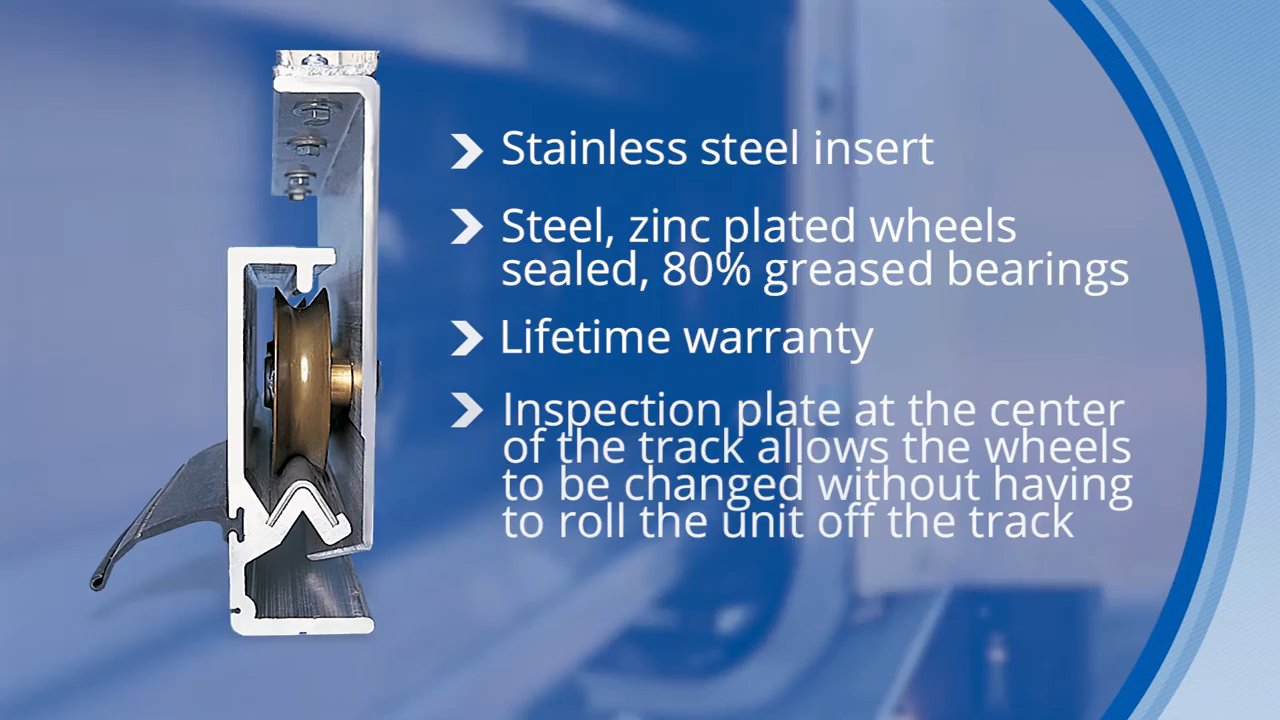 Stainless steel insert
Steel, zinc plated wheels
sealed, 80% greased bearings
Lifetime warranty
Inspection plate at the center
of the track allows the wheels
to be changed without having
to roll the unit off the track